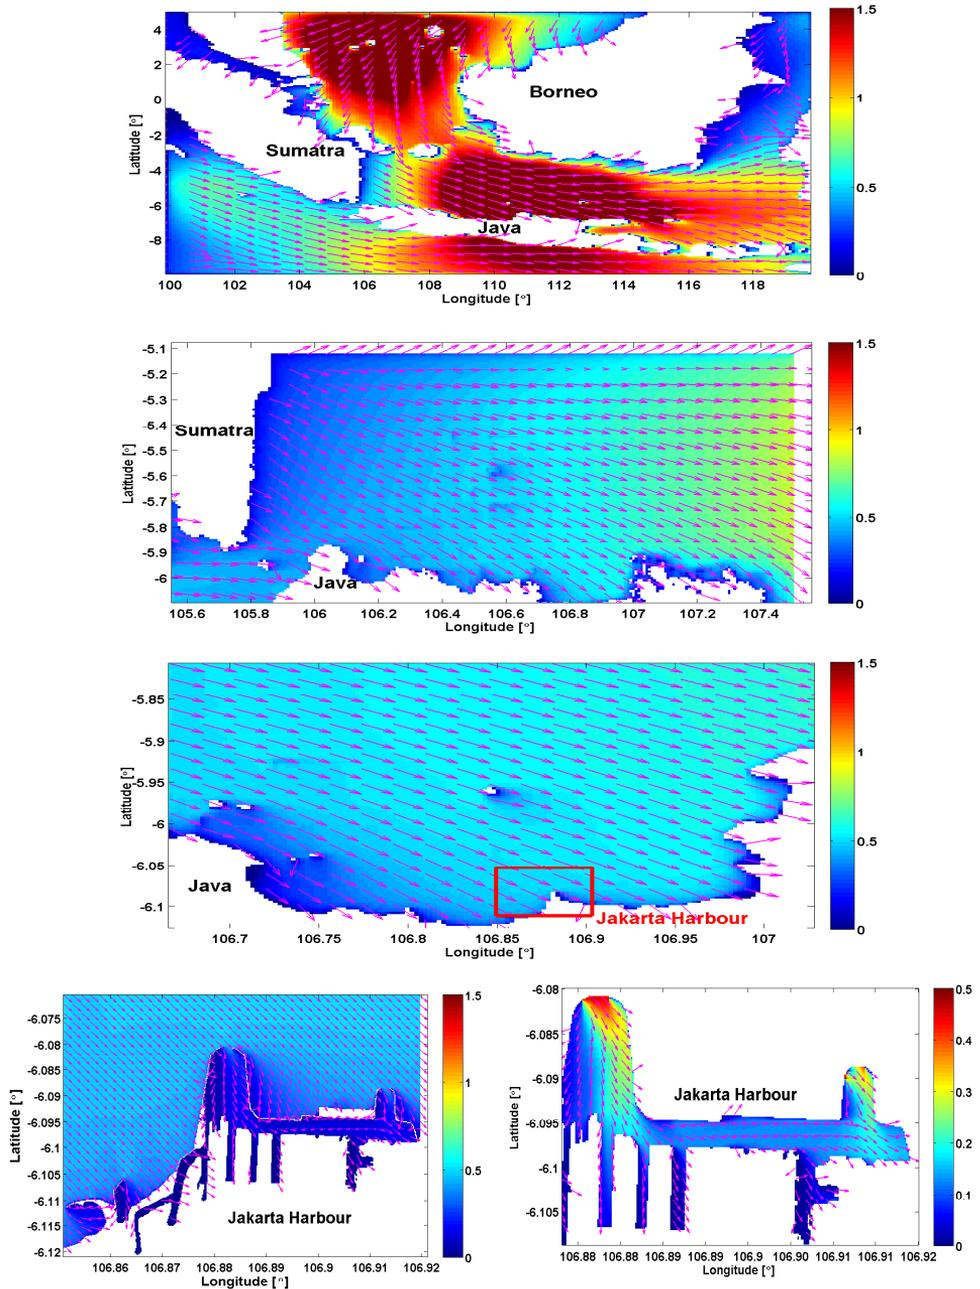 4
2
0
-2
-4
-6
-8
Latitude [°]
Borneo
Sumatra
Java
100 102 104 106 108 110 112 114 116 118
Longitude [°]
1.5
1
0.5
0
-5.1
-5.2
-5.3
-5.4
-5.5
-5.6
-5.7
-5.8
-5.9
-6
Latitude [°]
Sumatra
Java
105.6 105.8 106 106.2 106.4 106.6 106.8 107 107.2 107.4
Longitude [°]
1.5
1
0.5
0
-5.85
-5.9
-5.95
-6
-6.05
-6.1
Latitude [°]
Java
Jakarta Harbour
106.7 106.75 106.8 106.85 106.9 106.95 107
Longitude [°]
1.5
1
0.5
0
-6.075
-6.08
-6.085
-6.09
-6.095
-6.1
-6.105
-6.11
-6.115
-6.12
Latitude [°]
Jakarta Harbour
106.86 106.87 106.88 106.89 106.9 106.91 106.92
Longitude [°]
1.5
1
0.5
0
-6.08
-6.085
-6.09
-6.095
-6.1
-6.105
Latitude [°]
Jakarta Harbour
106.88 106.88 106.89 106.9 106.90 106.91 106.92
Longitude [°]
0.5
0.4
0.3
0.2
0.1
0